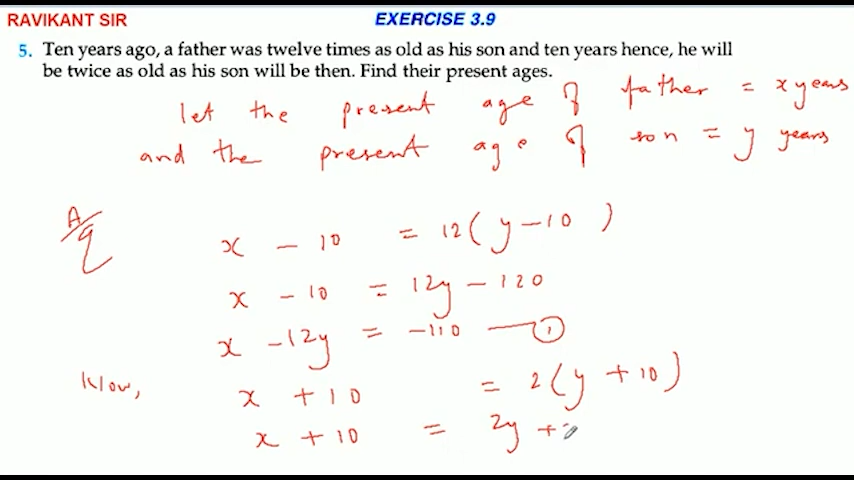 RAVIKANT SIR
EXERCISE 3.9
5. Ten years ago, a father was twelve times as old as his son and ten years hence, he will
be twice as old as his son will be then. Find their present ages.
let the present age of father = x years
and the present age of son = y years
A/q
x - 10 = 12(y-10)
x - 10 = 12y - 120
x - 12y = -110 — ①
Now,
x + 10 = 2(y + 10)
x + 10 = 2y +